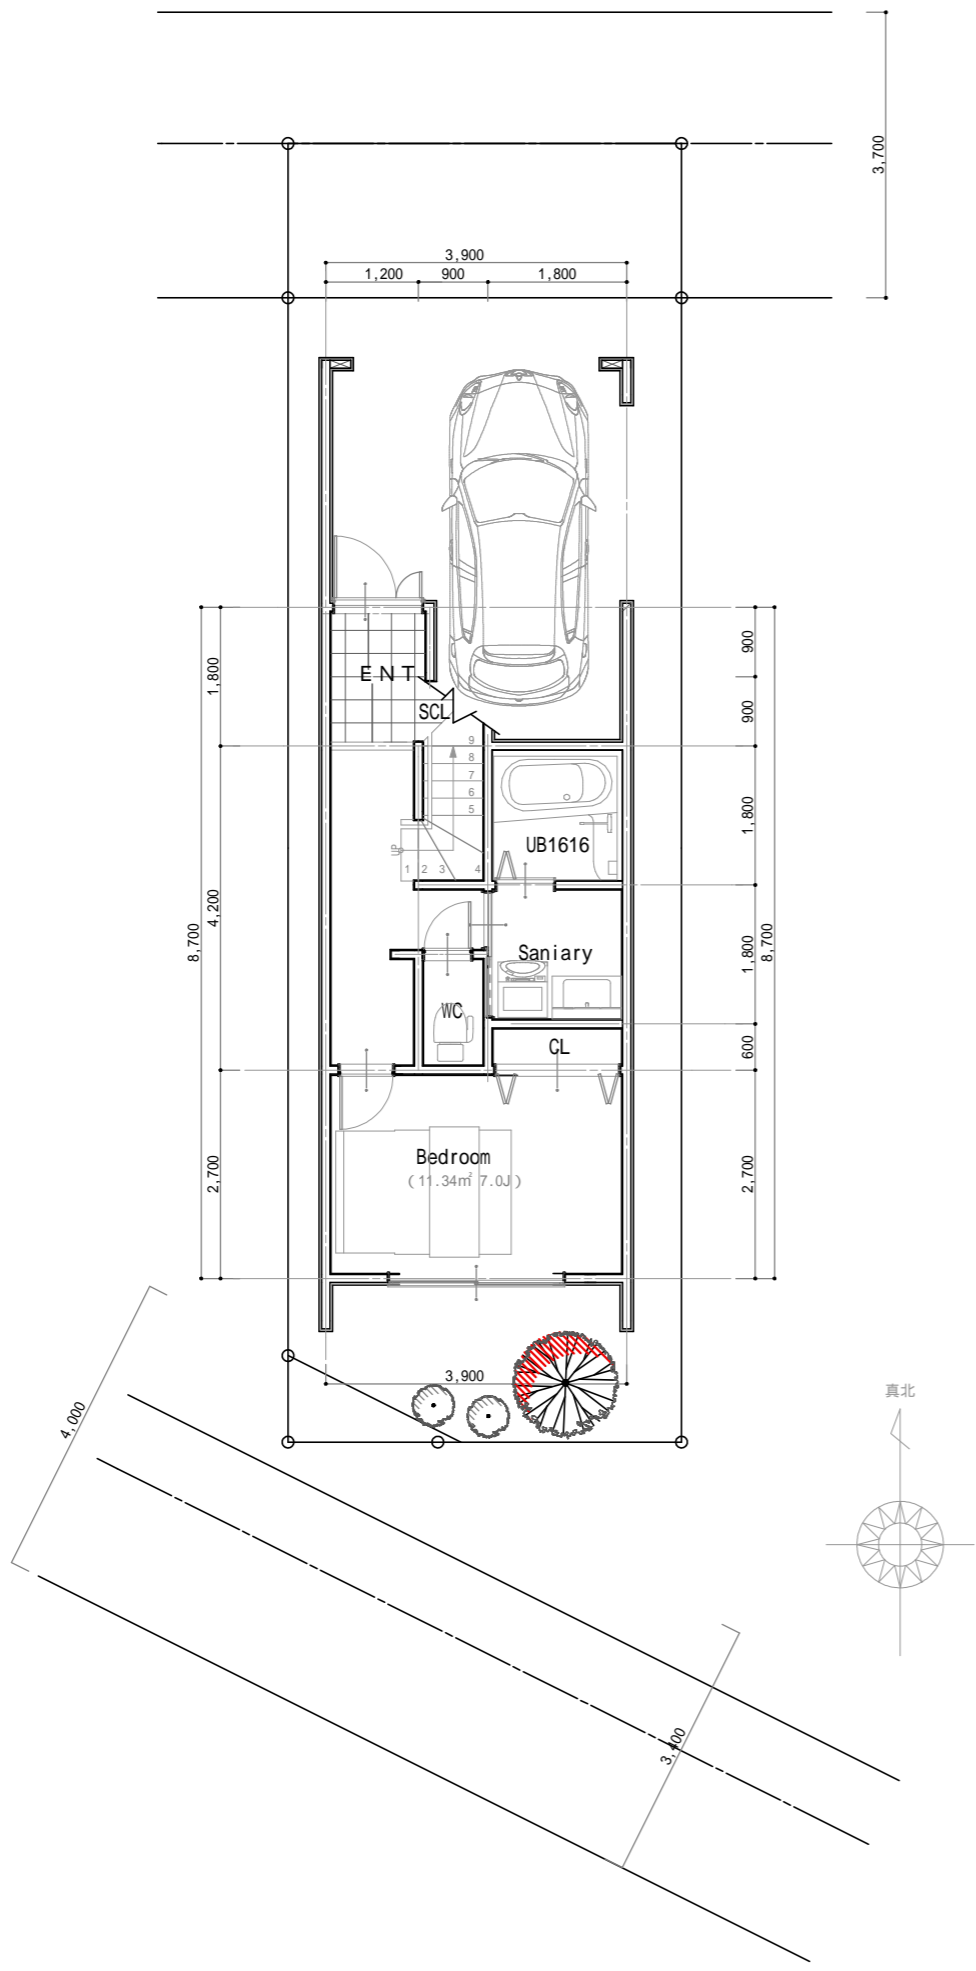 3,700
3,900
1,200
900
1,800
1,800
4,200
2,700
8,700
900
900
1,800
1,800
600
2,700
8,700
ENT
SCL
9
8
7
6
5
UP
1
2
3
4
UB1616
Saniary
WC
CL
Bedroom
(11.34㎡ 7.0J)
3,900
4,000
3,400
真北